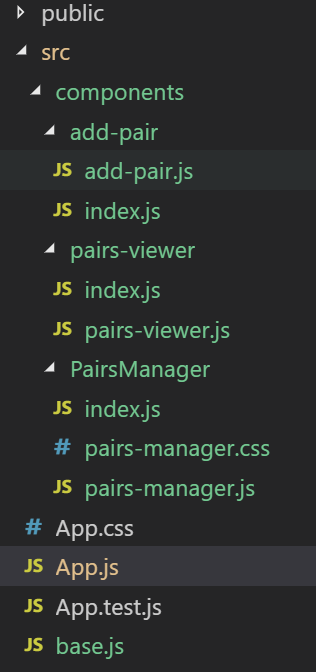 public
src
components
add-pair
JS add-pair.js
JS index.js
pairs-viewer
JS index.js
JS pairs-viewer.js
PairsManager
JS index.js
# pairs-manager.css
JS pairs-manager.js
# App.css
JS App.js
JS App.test.js
JS base.js